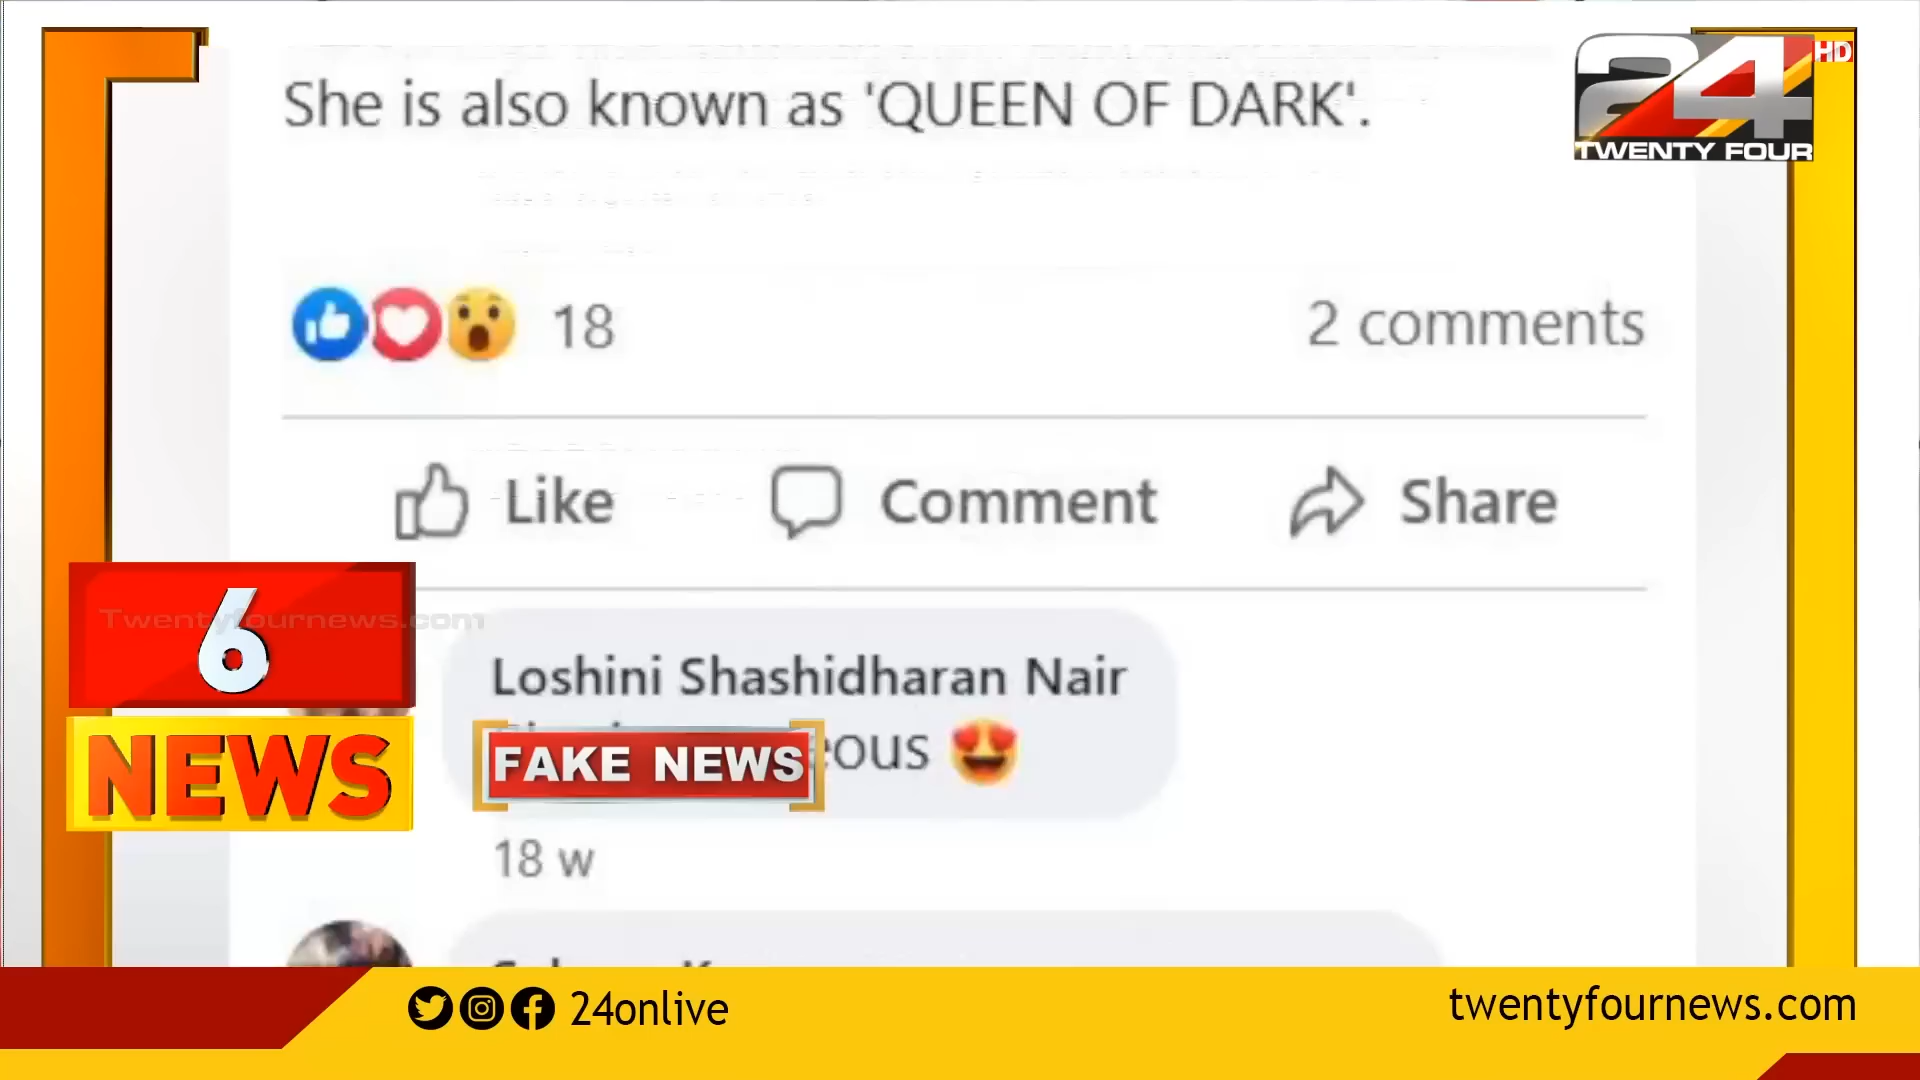 She is also known as 'QUEEN OF DARK'.
24 HD
TWENTY FOUR
18
2 comments
Like
Comment
Share
6
Twentyfournews.com
NEWS
Loshini Shashidharan Nair
FAKE NEWS
18 w
24onlive
twentyfournews.com